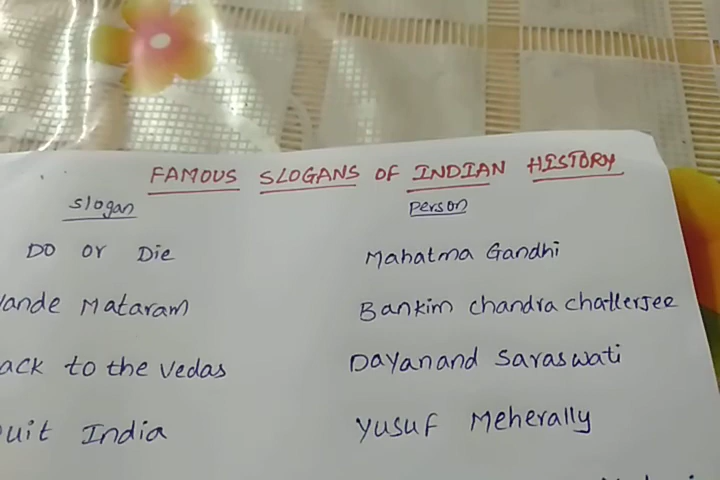 FAMOUS SLOGANS OF INDIAN HISTORY
slogan person
DO or Die Mahatma Gandhi
Vande Mataram Bankim Chandra Chatterjee
ack to the Vedas Dayanand Saraswati
uit India Yusuf Meherally